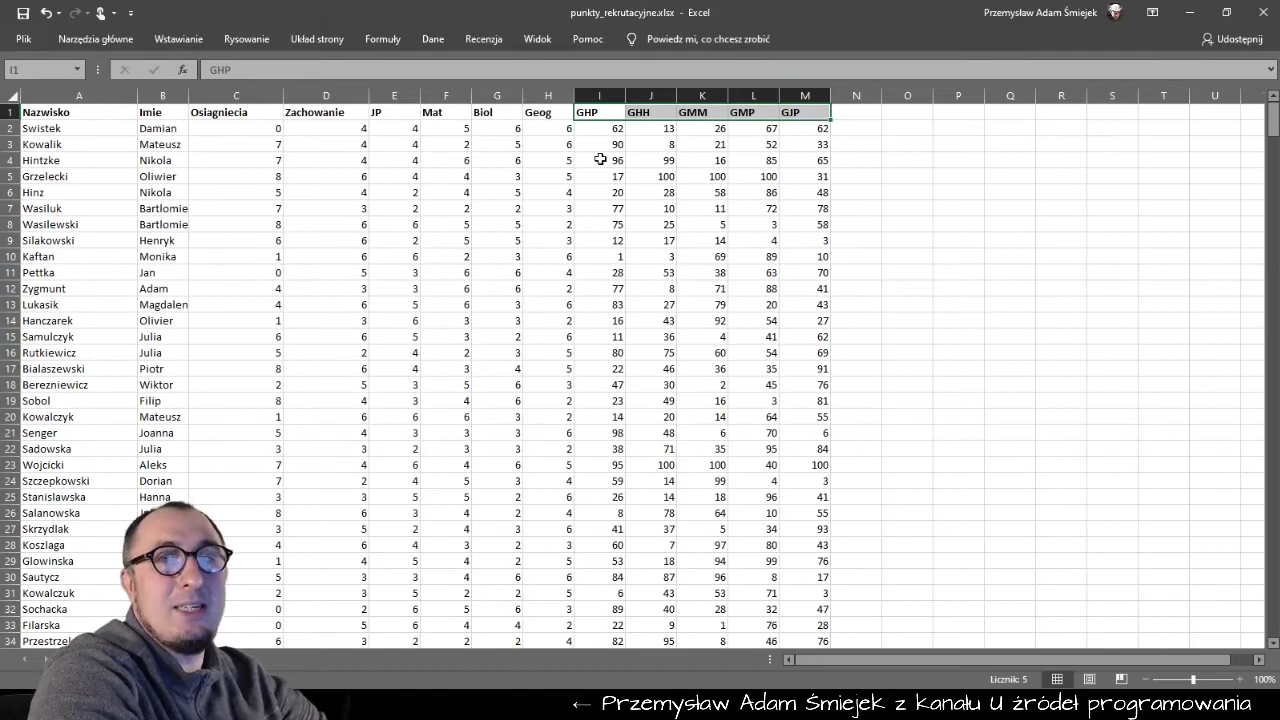 punkty_rekrutacyjne.xlsx - Excel
Przemysław Adam Śmiejek
Plik Narzędzia główne Wstawianie Rysowanie Układ strony Formuły Dane Recenzja Widok Pomoc Powiedz mi, co chcesz zrobić Udostępnij
I1 fx GHP
A B C D E F G H I J K L M N O P Q R S T U
1 Nazwisko Imie Osiagniecia Zachowanie JP Mat Biol Geog GHP GHH GMM GMP GJP
2 Swistek Damian 0 4 4 5 6 6 62 13 26 67 62
3 Kowalik Mateusz 7 4 4 2 5 6 90 8 21 52 33
4 Hintzke Nikola 7 4 4 6 6 5 96 99 16 85 65
5 Grzelecki Oliwier 8 6 4 4 3 5 17 100 100 100 31
6 Hinz Nikola 5 4 2 4 5 4 20 28 58 86 48
7 Wasiluk Bartlomie 7 3 2 2 2 3 77 10 11 72 78
8 Wasilewski Bartlomie 8 6 6 2 5 5 2 75 25 5 3 58
9 Silakowski Henryk 6 6 2 5 5 3 12 17 14 4 3
10 Kaftan Monika 1 6 6 2 3 6 1 3 69 89 10
11 Pettka Jan 0 5 3 6 6 4 28 53 38 63 70
12 Zygmunt Adam 4 3 3 6 6 2 77 8 71 88 41
13 Lukasik Magdalen 4 6 5 6 3 6 83 27 79 20 43
14 Hanczarek Olivier 1 3 4 6 3 2 16 43 92 54 27
15 Samulczyk Julia 6 6 5 3 2 6 11 36 4 41 62
16 Rutkiewicz Julia 5 2 4 2 3 5 80 75 60 54 69
17 Bialaszewski Piotr 8 6 4 3 4 5 22 46 36 35 91
18 Berezniewicz Wiktor 2 5 3 5 6 3 47 30 2 45 76
19 Sobol Filip 8 4 3 4 6 2 23 49 16 3 81
20 Kowalczyk Mateusz 1 6 6 6 3 2 14 20 14 64 55
21 Senger Joanna 5 4 3 3 3 6 98 48 6 70 6
22 Sadowska Julia 3 3 2 3 3 2 38 71 35 95 84
23 Wojcicki Aleks 7 4 6 4 6 5 95 100 100 40 100
24 Szczepkowski Dorian 7 2 4 5 3 4 59 14 99 4 3
25 Stanislawska Hanna 3 3 5 5 2 6 26 14 18 96 41
26 Salanowska 8 6 3 4 2 4 8 78 64 10 55
27 Skrzydlak 3 5 2 4 3 6 41 37 5 34 93
28 Koszlaga 4 6 4 3 2 3 60 7 97 80 43
29 Glowinska 1 4 5 4 2 4 53 18 94 99 76
30 Sautycz 5 3 3 4 6 6 84 87 96 8 17
31 Kowalczuk 2 3 5 2 2 5 6 43 53 71 3
32 Sochacka 0 2 6 5 6 3 89 40 28 32 47
33 Filarska 0 5 6 4 4 2 22 9 1 76 28
34 Przestrzel 6 3 2 2 2 4 82 95 8 46 76
Licznik: 5 100%
← Przemysław Adam Śmiejek z kanału U źródeł programowania